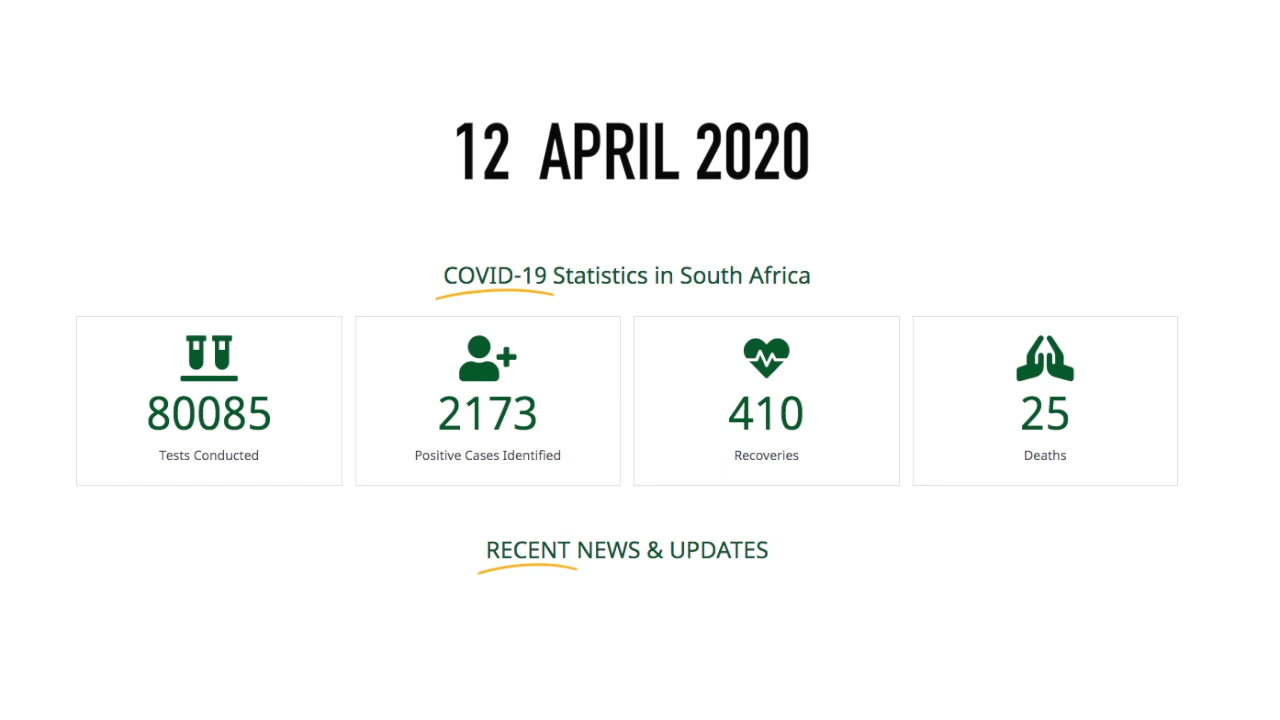 12 APRIL 2020
COVID-19 Statistics in South Africa
80085
Tests Conducted
2173
Positive Cases Identified
410
Recoveries
25
Deaths
RECENT NEWS & UPDATES